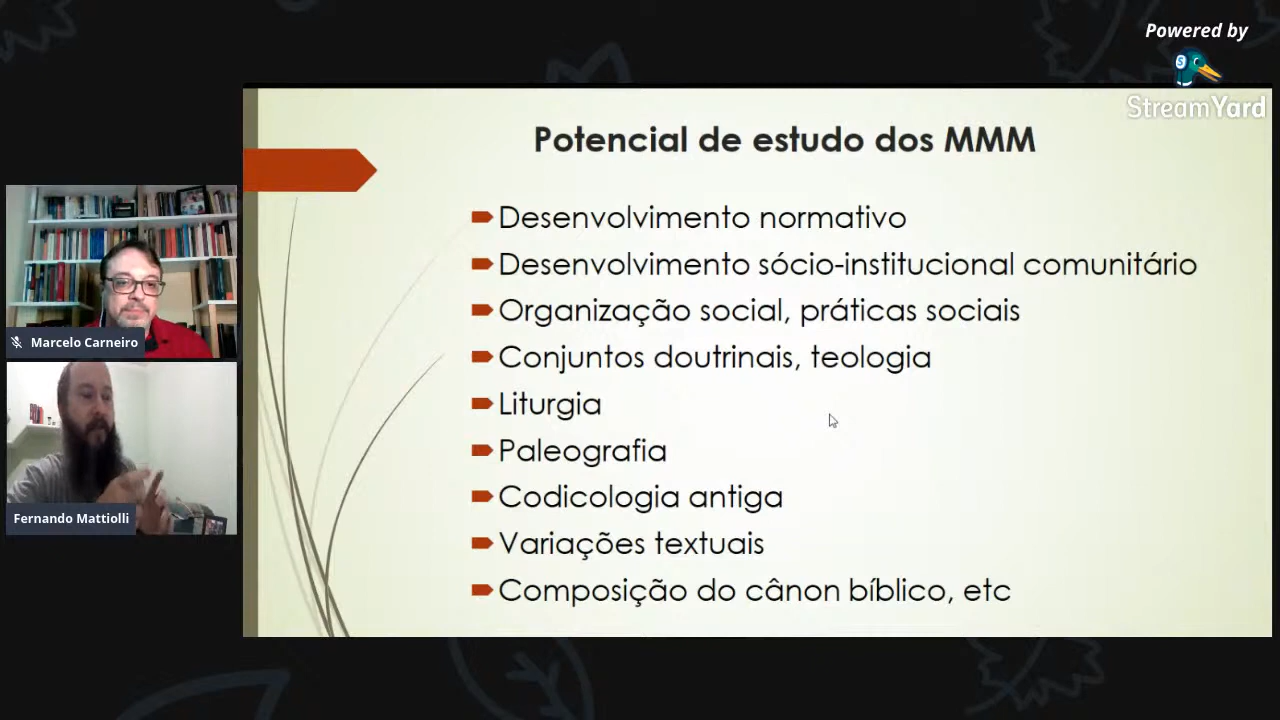 Powered by
StreamYard
Potencial de estudo dos MMM
Desenvolvimento normativo
Desenvolvimento sócio-institucional comunitário
Organização social, práticas sociais
Conjuntos doutrinais, teologia
Liturgia
Paleografia
Codicologia antiga
Variações textuais
Composição do cânon bíblico, etc
Marcelo Carneiro
Fernando Mattiolli